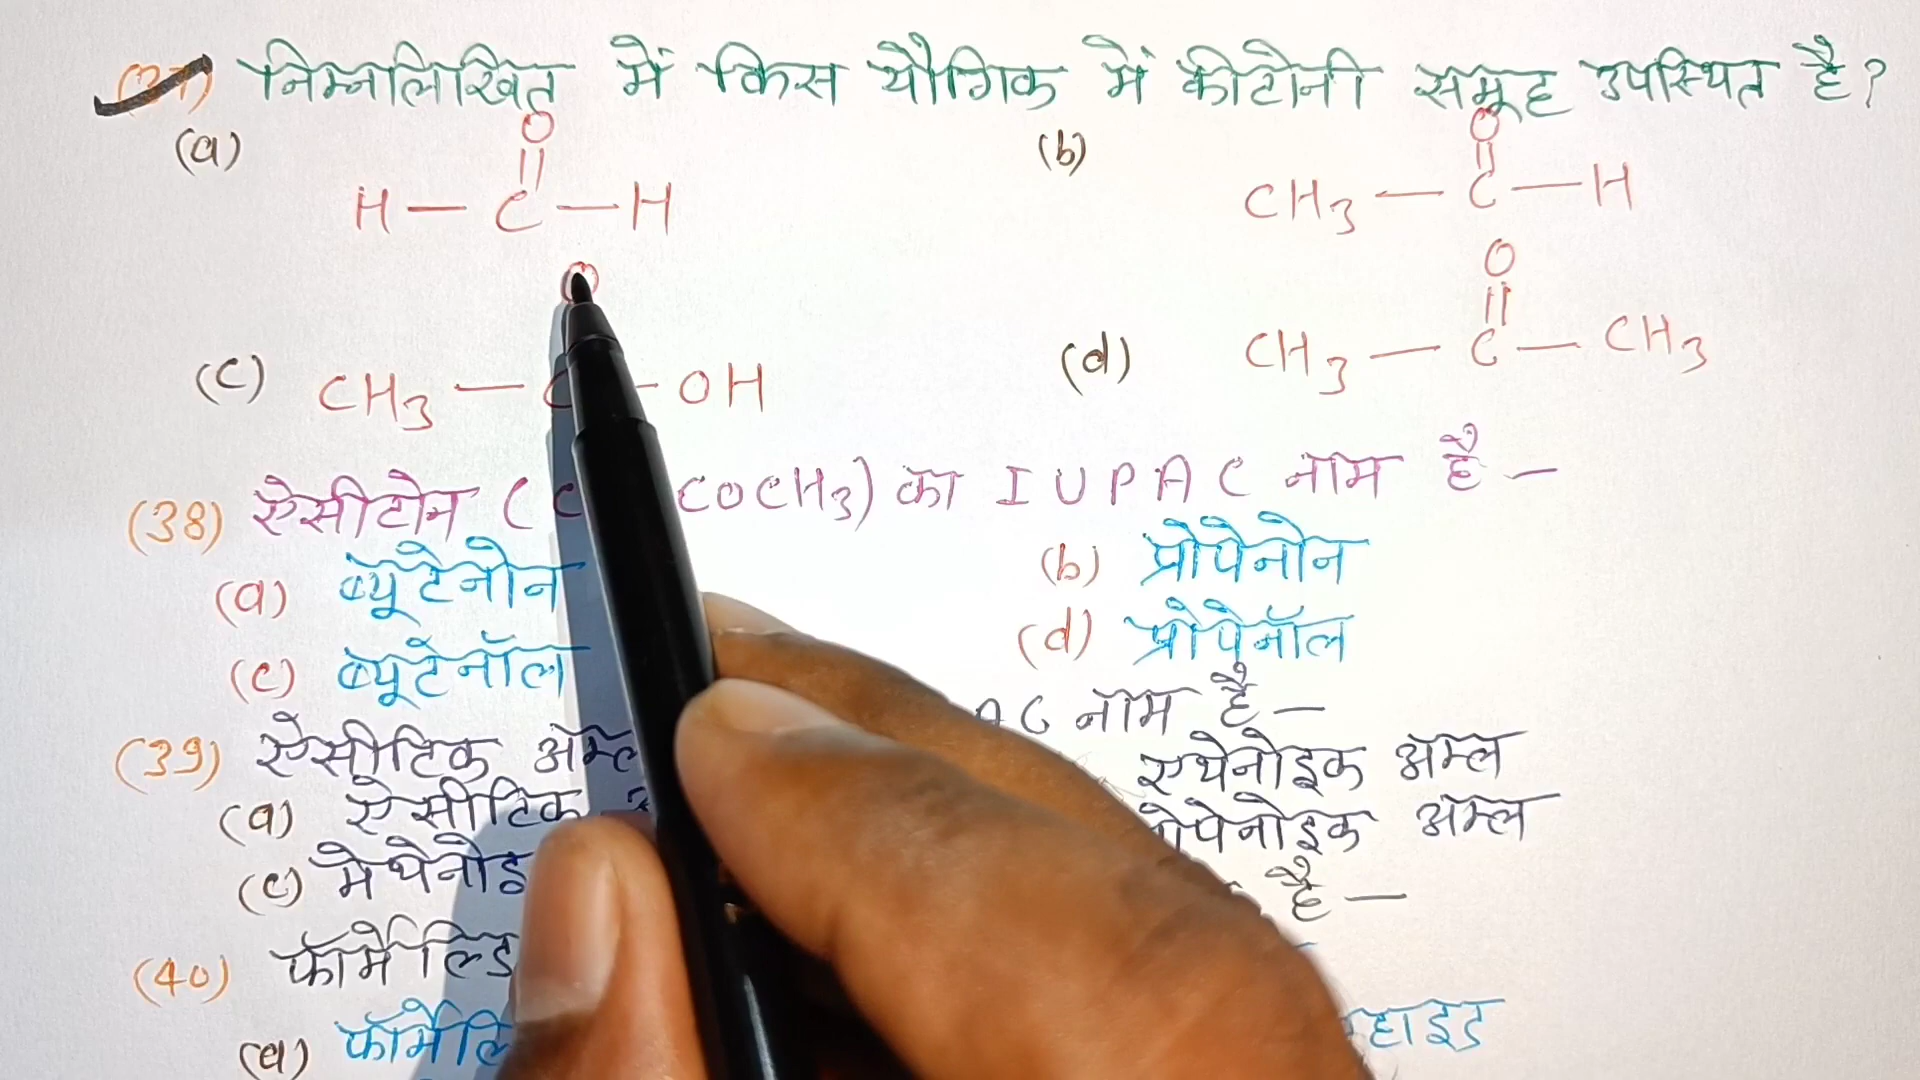 (37) निम्नलिखित में किस यौगिक में कीटोनी समूह उपस्थित है?
(a) H — C — H (b) CH3 — C — H
O O
|| ||
(c) CH3 — C — OH (d) CH3 — C — CH3
O O
||
(38) ऐसीटोन ( COCH3) का IUPAC नाम है —
(a) ब्यूटेनोन (b) प्रोपेनोन
(c) ब्यूटेनॉल (d) प्रोपेनॉल
(39) ऐसीटिक अम्ल नाम है —
(a) ऐसीटिक एथेनोइक अम्ल
(c) अम्ल
है —
(40)
(a)